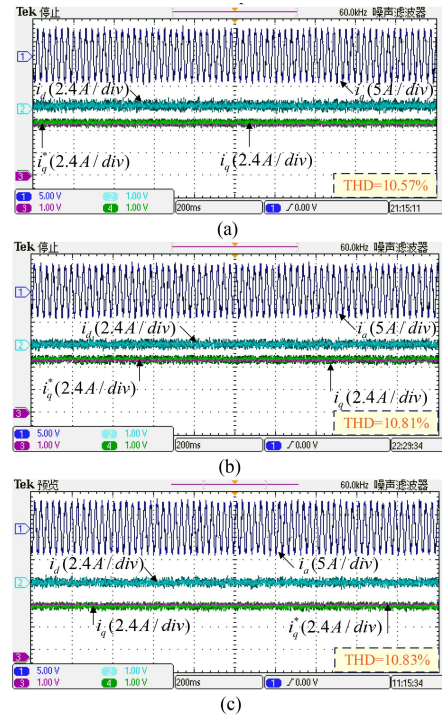 Tek 停止 60.0kHz 噪声滤波器
1
i_d(2.4A/div) i_a(5A/div)
2
i_q^*(2.4A/div) i_q(2.4A/div)
3 THD=10.57%
1 5.00 V 2 1.00 V
3 1.00 V 4 1.00 V 200ms 1 ∫ 0.00 V 21:15:11
(a)
Tek 停止 60.0kHz 噪声滤波器
1
i_d(2.4A/div) i_a(5A/div)
2
i_q^*(2.4A/div) i_q(2.4A/div)
3 THD=10.81%
1 5.00 V 2 1.00 V
3 1.00 V 4 1.00 V 200ms 1 ∫ 0.00 V 22:29:34
(b)
Tek 预览 60.0kHz 噪声滤波器
1
i_d(2.4A/div) i_a(5A/div)
2
i_q(2.4A/div) i_q^*(2.4A/div)
3 THD=10.83%
1 5.00 V 2 1.00 V
3 1.00 V 4 1.00 V 200ms 1 ∫ 0.00 V 11:15:34
(c)